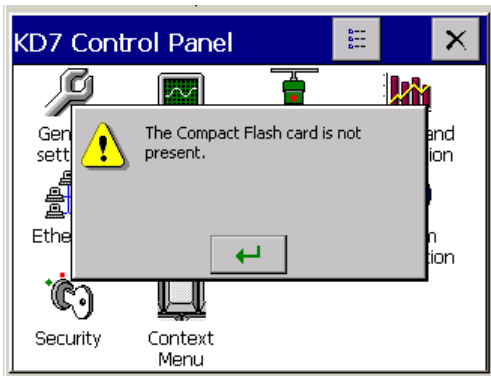 KD7 Control Panel
The Compact Flash card is not
present.
Security
Context
Menu